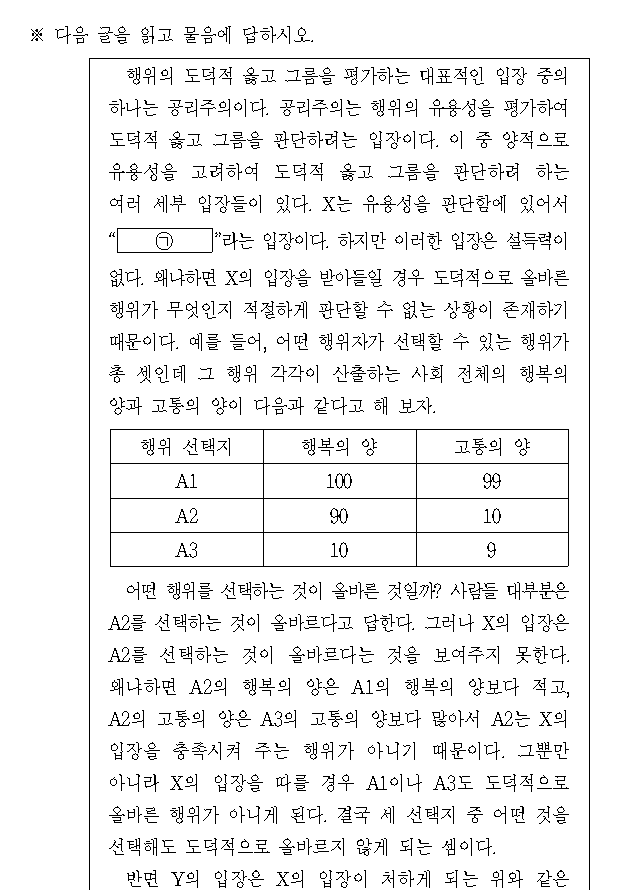 ※ 다음 글을 읽고 물음에 답하시오.
행위의 도덕적 옳고 그름을 평가하는 대표적인 입장 중의
하나는 공리주의이다. 공리주의는 행위의 유용성을 평가하여
도덕적 옳고 그름을 판단하려는 입장이다. 이 중 양적으로
유용성을 고려하여 도덕적 옳고 그름을 판단하려 하는
여러 세부 입장들이 있다. X는 유용성을 판단함에 있어서
“ ㉠ ”라는 입장이다. 하지만 이러한 입장은 설득력이
없다. 왜냐하면 X의 입장을 받아들일 경우 도덕적으로 올바른
행위가 무엇인지 적절하게 판단할 수 없는 상황이 존재하기
때문이다. 예를 들어, 어떤 행위자가 선택할 수 있는 행위가
총 셋인데 그 행위 각각이 산출하는 사회 전체의 행복의
양과 고통의 양이 다음과 같다고 해 보자.
행위 선택지 행복의 양 고통의 양
A1 100 99
A2 90 10
A3 10 9
어떤 행위를 선택하는 것이 올바른 것일까? 사람들 대부분은
A2를 선택하는 것이 올바르다고 답한다. 그러나 X의 입장은
A2를 선택하는 것이 올바르다는 것을 보여주지 못한다.
왜냐하면 A2의 행복의 양은 A1의 행복의 양보다 적고,
A2의 고통의 양은 A3의 고통의 양보다 많아서 A2는 X의
입장을 충족시켜 주는 행위가 아니기 때문이다. 그뿐만
아니라 X의 입장을 따를 경우 A1이나 A3도 도덕적으로
올바른 행위가 아니게 된다. 결국 세 선택지 중 어떤 것을
선택해도 도덕적으로 올바르지 않게 되는 셈이다.
반면 Y의 입장은 X의 입장이 처하게 되는 위와 같은